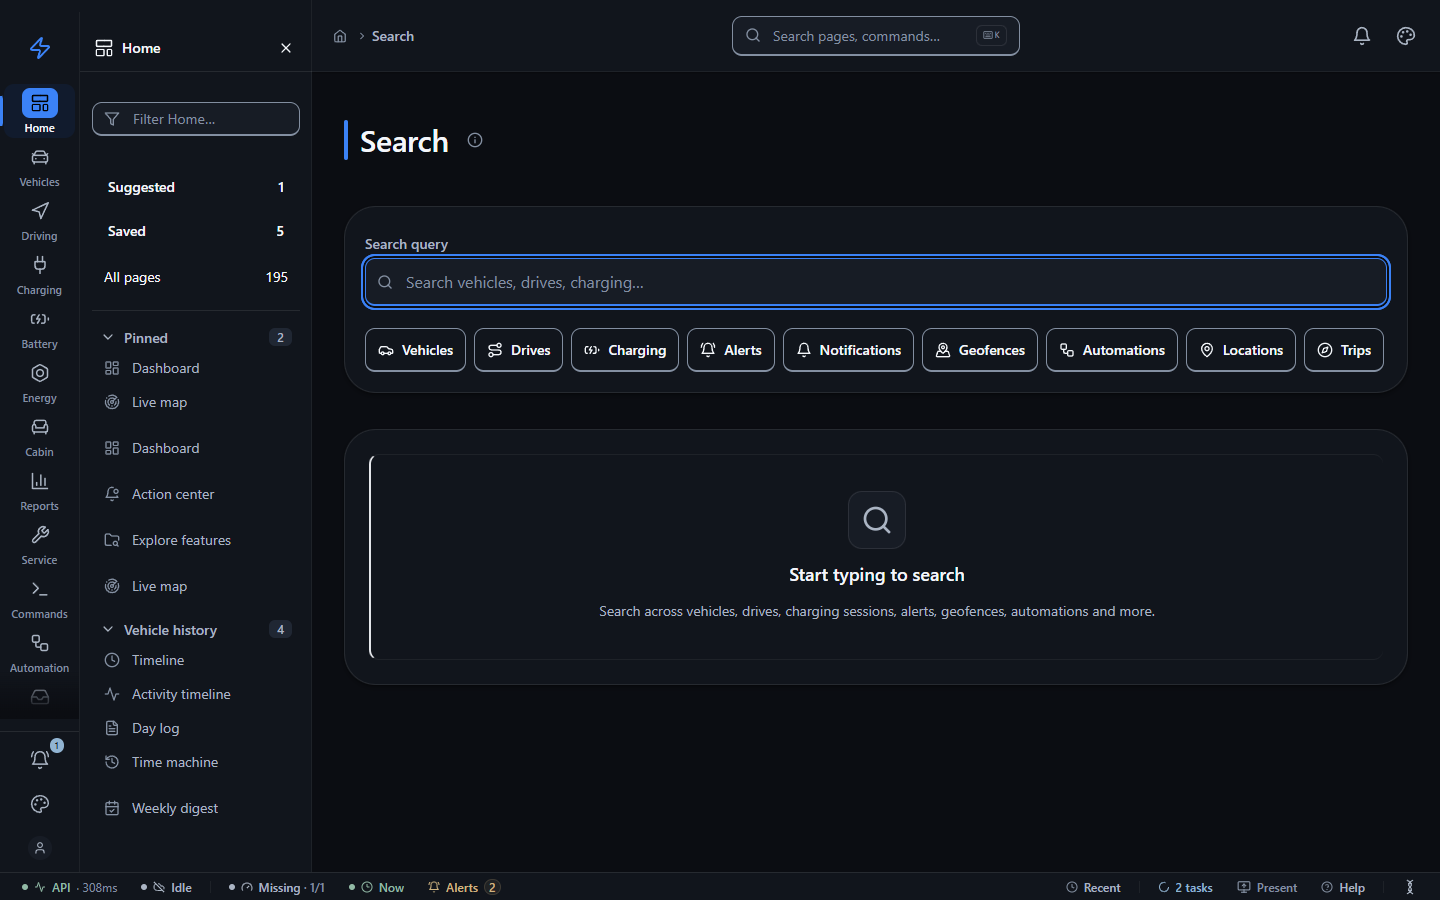 Home
Vehicles
Driving
Charging
Battery
Energy
Cabin
Reports
Service
Commands
Automation
1
Home
Filter Home...
Suggested 1
Saved 5
All pages 195
Pinned 2
Dashboard
Live map
Dashboard
Action center
Explore features
Live map
Vehicle history 4
Timeline
Activity timeline
Day log
Time machine
Weekly digest
Search
Search pages, commands... K
Search
Search query
Search vehicles, drives, charging...
Vehicles Drives Charging Alerts Notifications Geofences Automations Locations Trips
Start typing to search
Search across vehicles, drives, charging sessions, alerts, geofences, automations and more.
API · 308ms Idle Missing · 1/1 Now Alerts 2 Recent 2 tasks Present Help